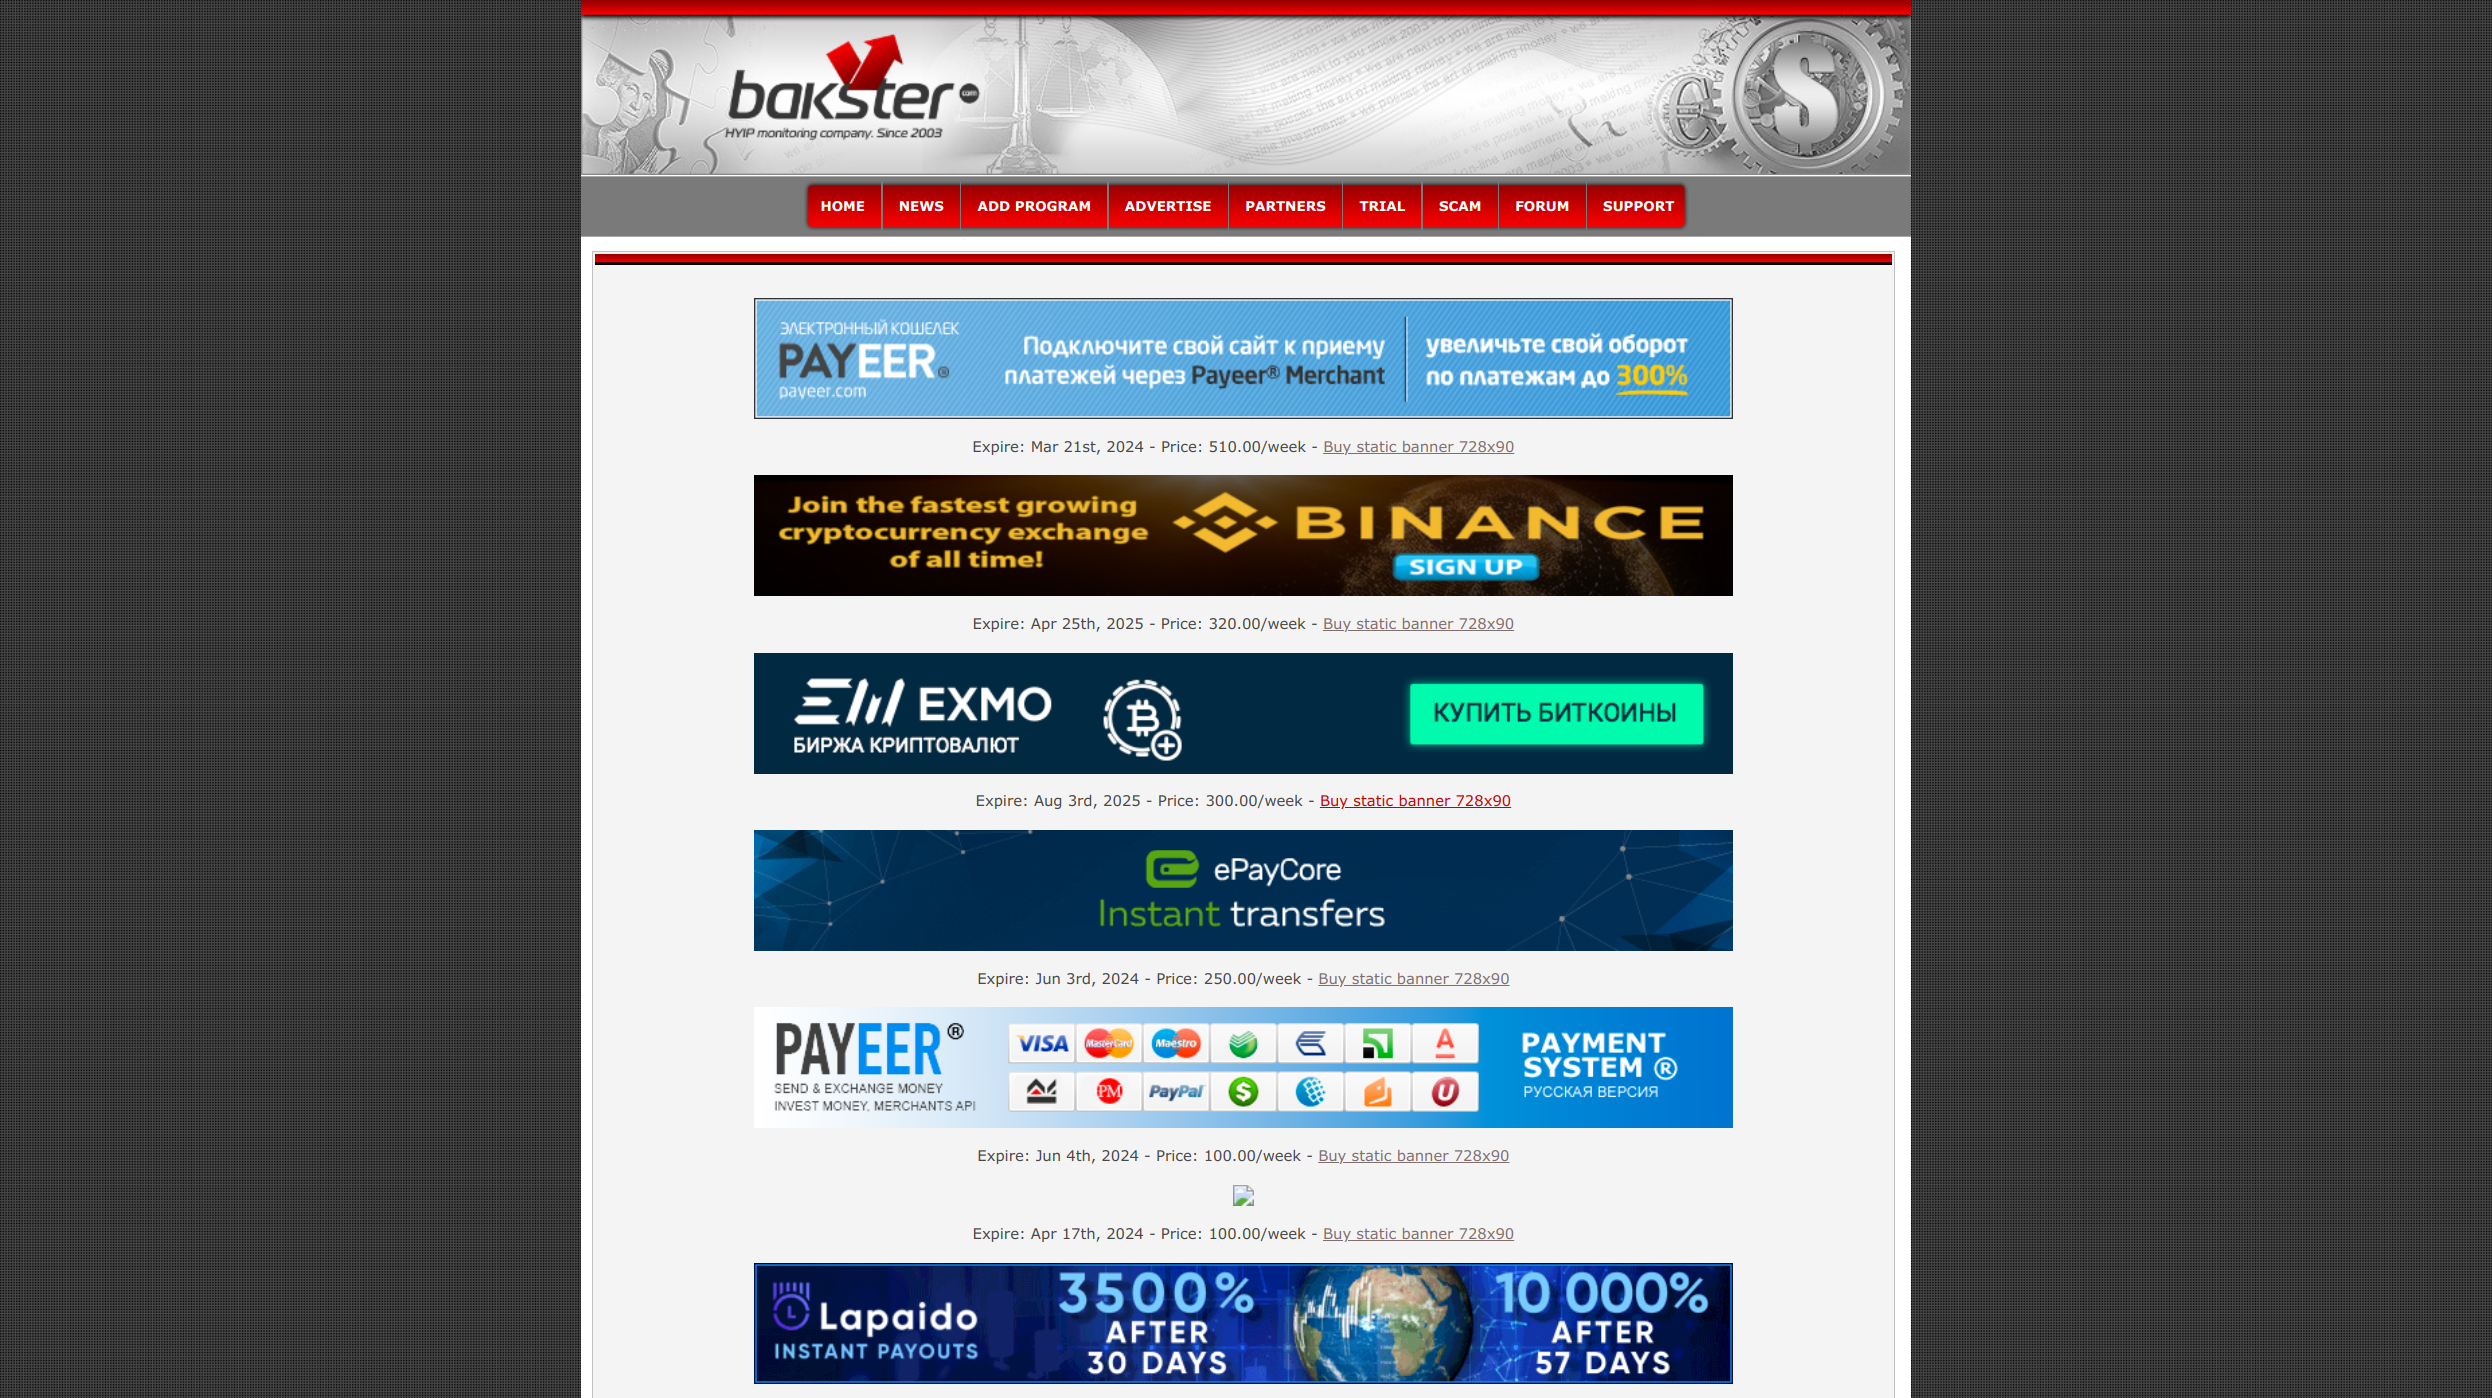 bakster.com
HYIP monitoring company. Since 2003
HOME NEWS ADD PROGRAM ADVERTISE PARTNERS TRIAL SCAM FORUM SUPPORT
ЭЛЕКТРОННЫЙ КОШЕЛЕК
PAYEER®
payeer.com
Подключите свой сайт к приему
платежей через Payeer® Merchant
увеличьте свой оборот
по платежам до 300%
Expire: Mar 21st, 2024 - Price: 510.00/week - Buy static banner 728x90
Join the fastest growing
cryptocurrency exchange
of all time!
BINANCE
SIGN UP
Expire: Apr 25th, 2025 - Price: 320.00/week - Buy static banner 728x90
EXMO
БИРЖА КРИПТОВАЛЮТ
КУПИТЬ БИТКОИНЫ
Expire: Aug 3rd, 2025 - Price: 300.00/week - Buy static banner 728x90
ePayCore
Instant transfers
Expire: Jun 3rd, 2024 - Price: 250.00/week - Buy static banner 728x90
PAYEER®
SEND & EXCHANGE MONEY
INVEST MONEY, MERCHANTS API
VISA MasterCard Maestro
PM PayPal
PAYMENT
SYSTEM ®
РУССКАЯ ВЕРСИЯ
Expire: Jun 4th, 2024 - Price: 100.00/week - Buy static banner 728x90
Expire: Apr 17th, 2024 - Price: 100.00/week - Buy static banner 728x90
Lapaido
INSTANT PAYOUTS
3500%
AFTER
30 DAYS
10 000%
AFTER
57 DAYS